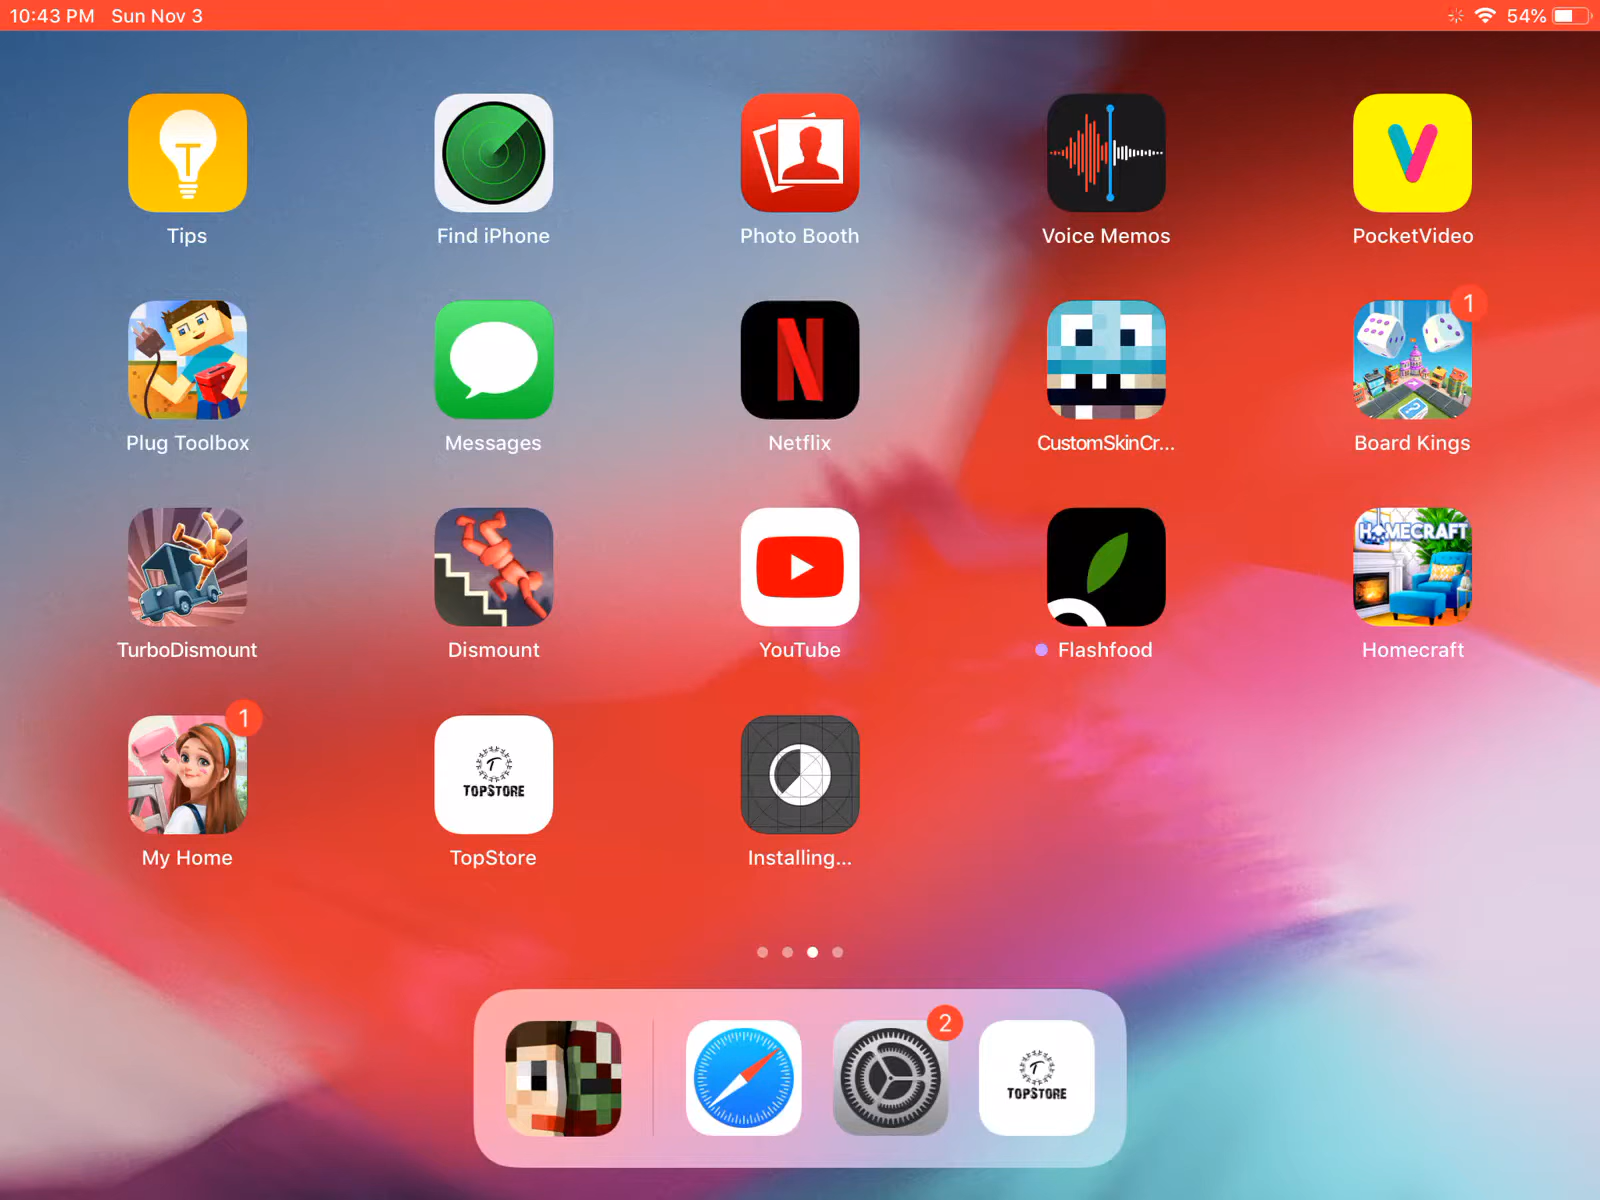 10:43 PM Sun Nov 3 54%
T
Tips
Find iPhone
Photo Booth
Voice Memos
V
PocketVideo
Plug Toolbox
Messages
N
Netflix
CustomSkinCr...
1
?
Board Kings
TurboDismount
Dismount
YouTube
Flashfood
HOMECRAFT
Homecraft
1
My Home
T
TOPSTORE
TopStore
Installing...
2
T
TOPSTORE